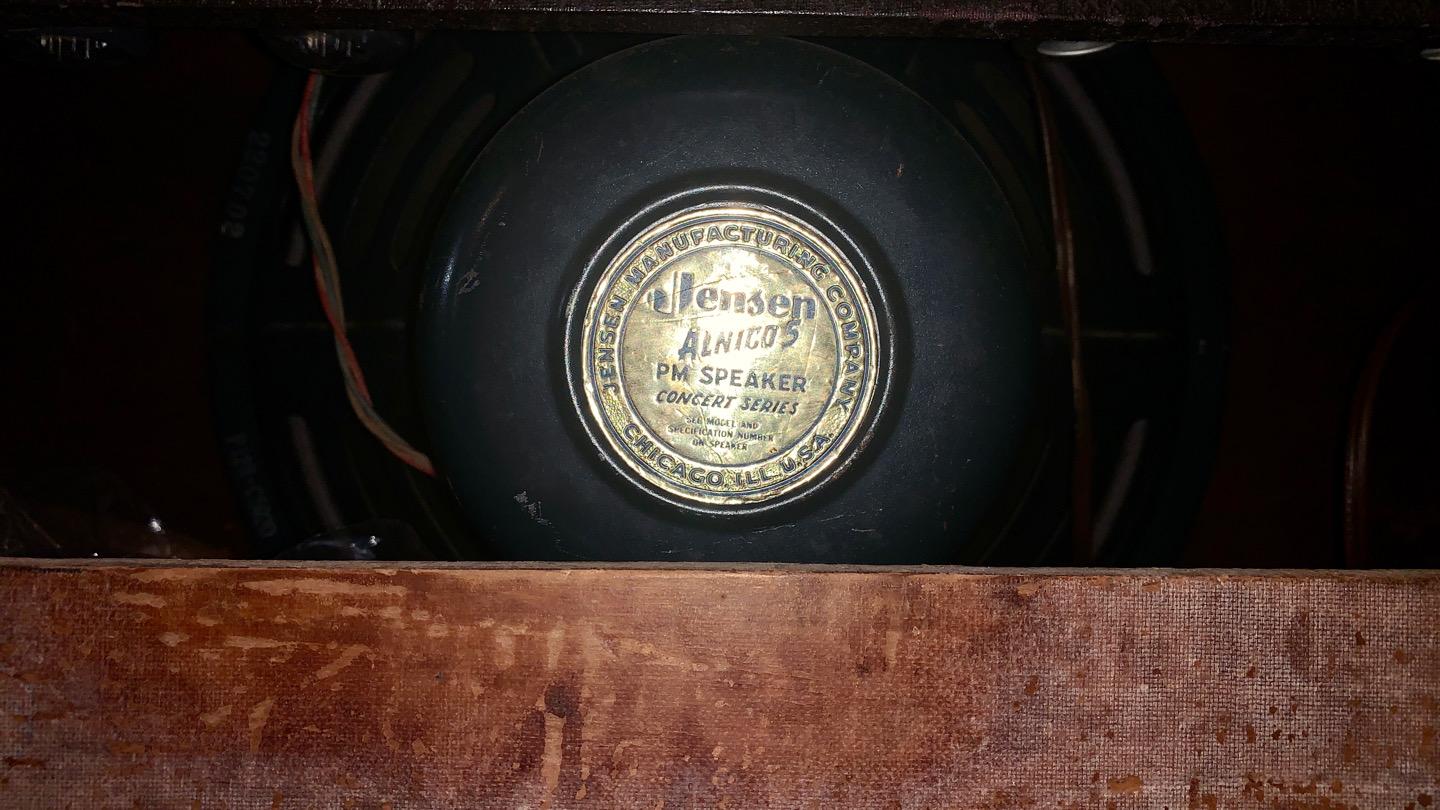 JENSEN MANUFACTURING COMPANY
Jensen
ALNICO 5
PM SPEAKER
CONCERT SERIES
SEE MODEL AND
SPECIFICATION NUMBER
ON SPEAKER
CHICAGO, ILL. U.S.A.
220702